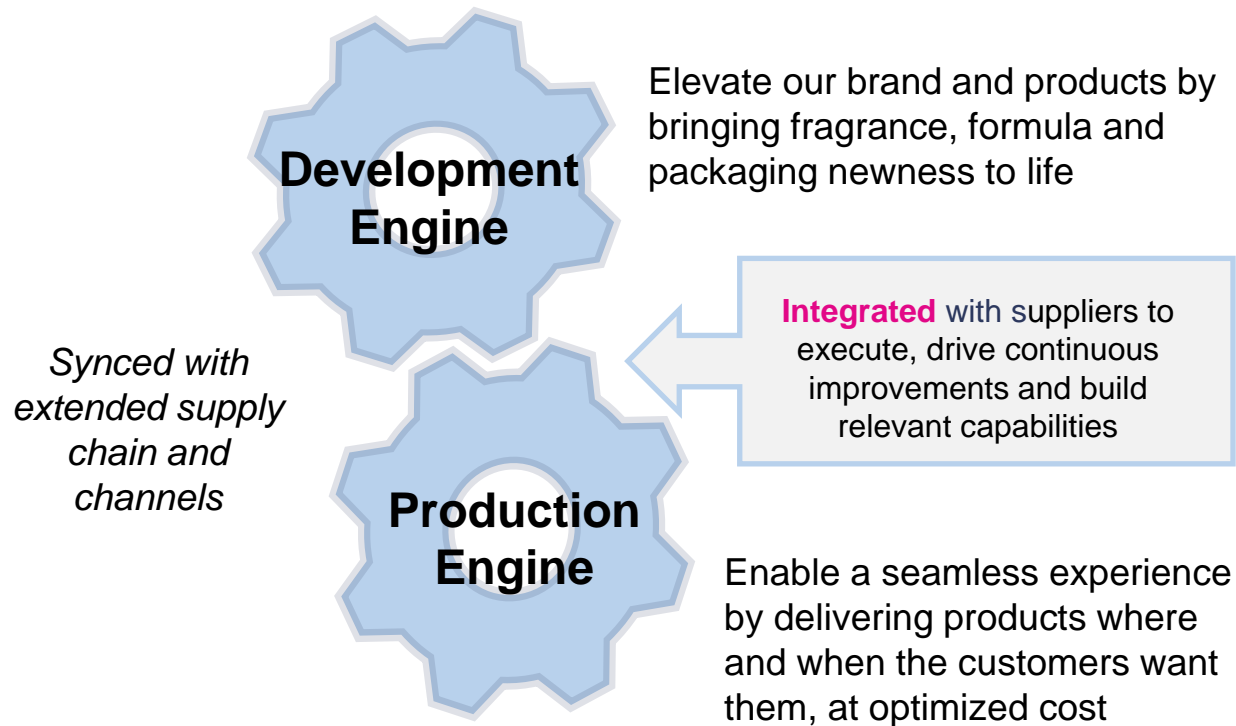 Elevate our brand and products by
bringing fragrance, formula and
packaging newness to life
Development
Engine
Integrated with suppliers to
execute, drive continuous
improvements and build
relevant capabilities
Synced with
extended supply
chain and
channels
Production
Engine
Enable a seamless experience
by delivering products where
and when the customers want
them, at optimized cost